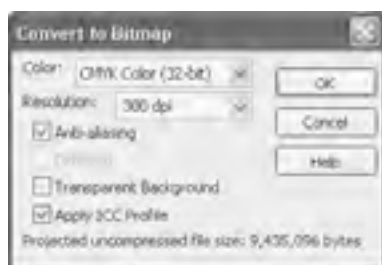 Convert to Bitmap
Color: CMYK Color (32-bit)
OK
Resolution: 300 dpi
Cancel
Anti-aliasing
Help
Transparent Background
Apply ICC Profile
Projected uncompressed file size: 9,435,096 bytes